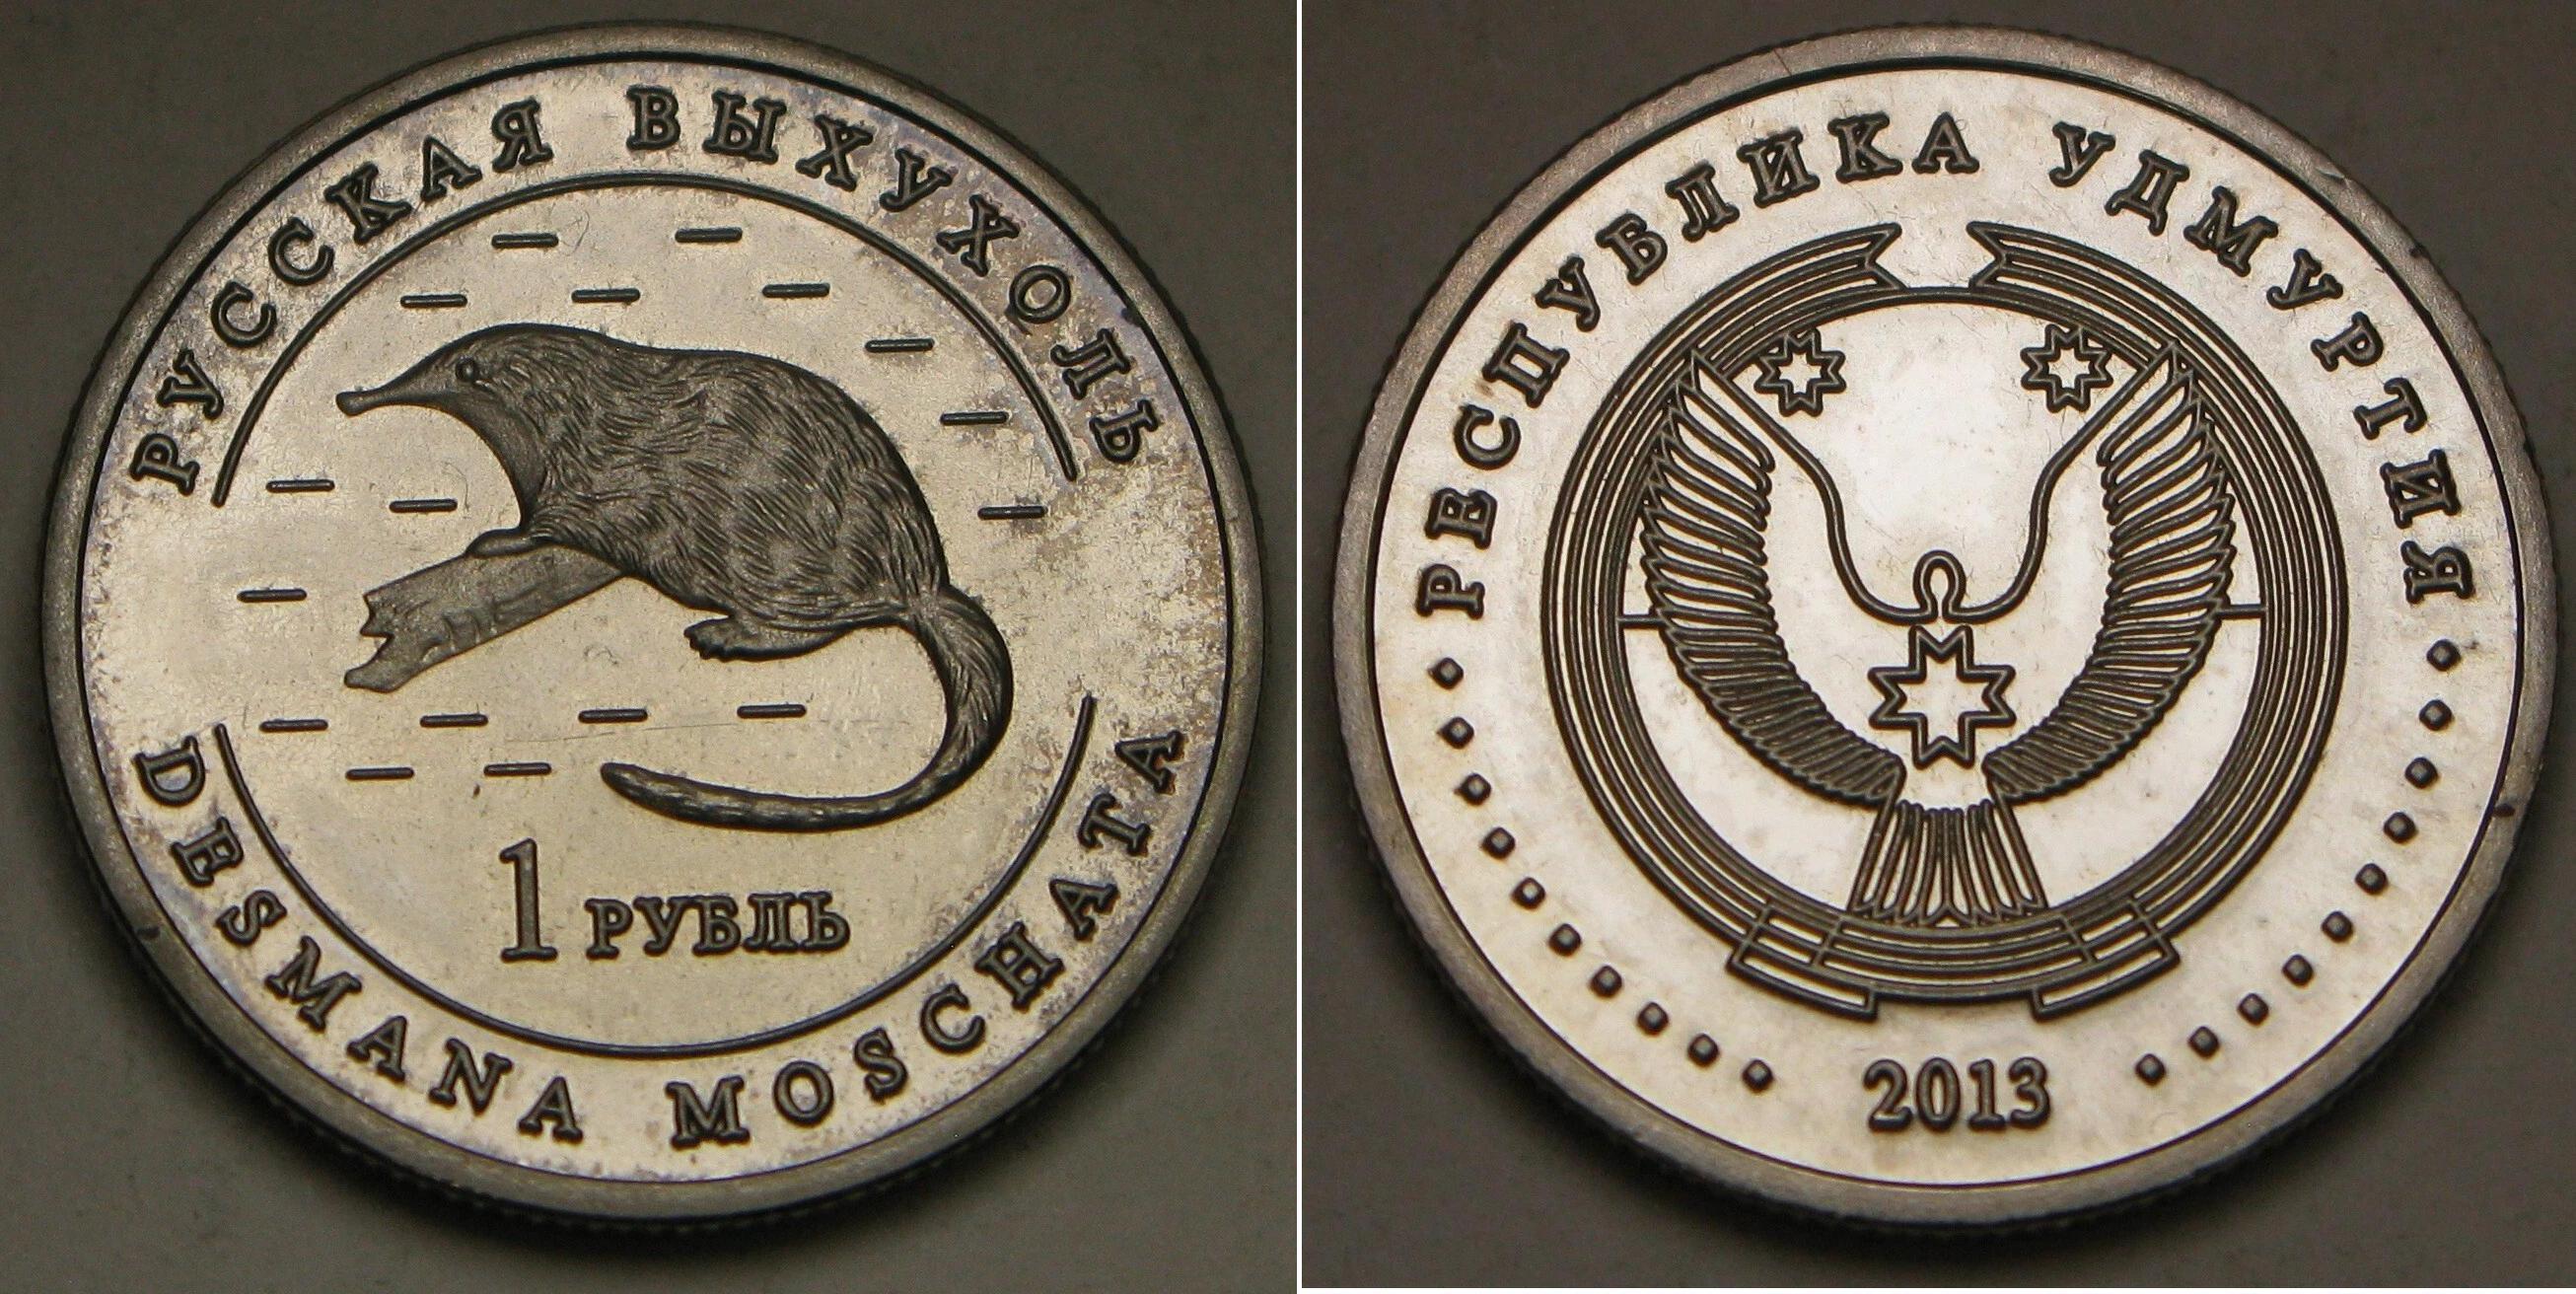 РУССКАЯ ВЫХУХОЛЬ
1 РУБЛЬ
DESMANA MOSCHATA
РЕСПУБЛИКА УДМУРТИЯ
2013